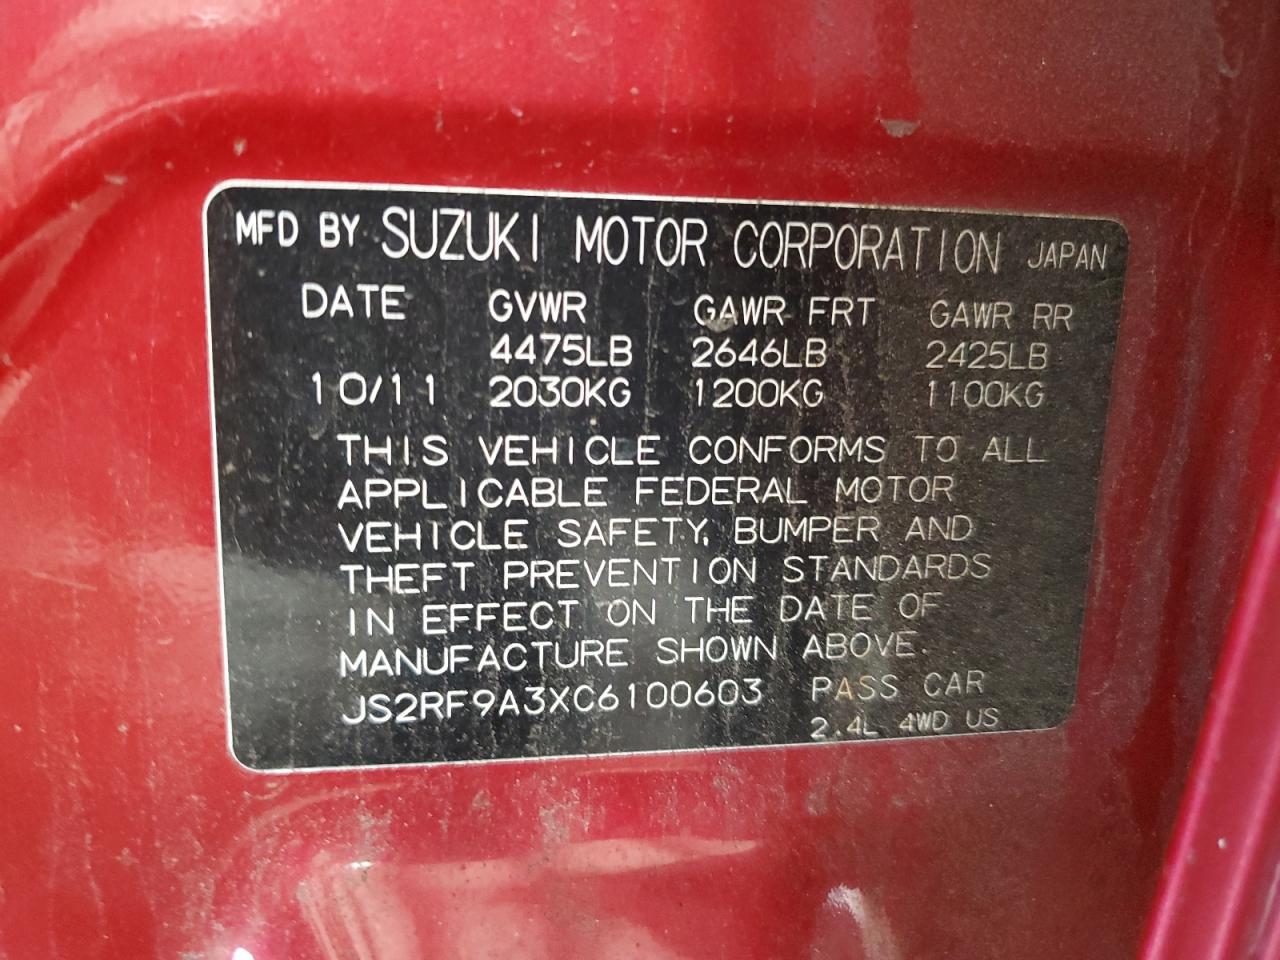 MFD BY SUZUKI MOTOR CORPORATION JAPAN
DATE GVWR GAWR FRT GAWR RR
4475LB 2646LB 2425LB
10/11 2030KG 1200KG 1100KG
THIS VEHICLE CONFORMS TO ALL
APPLICABLE FEDERAL MOTOR
VEHICLE SAFETY, BUMPER AND
THEFT PREVENTION STANDARDS
IN EFFECT ON THE DATE OF
MANUFACTURE SHOWN ABOVE.
JS2RF9A3XC6100603 PASS CAR
2.4L 4WD US